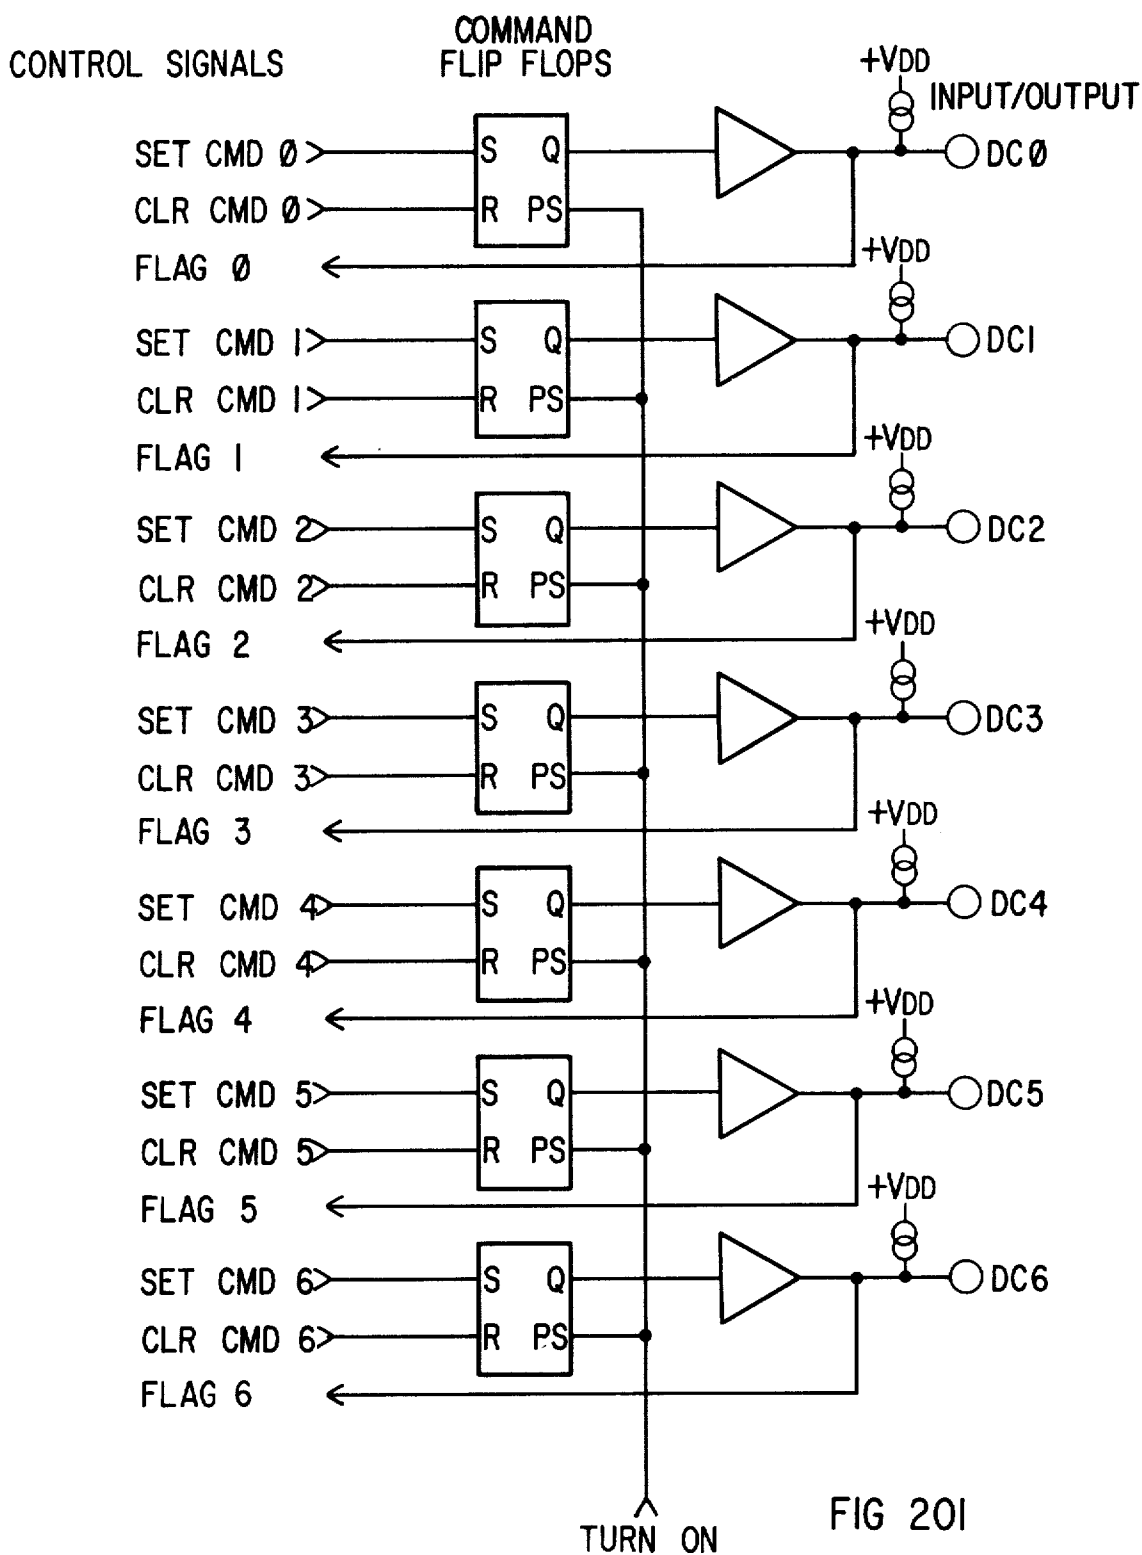 COMMAND
CONTROL SIGNALS FLIP FLOPS
+VDD
INPUT/OUTPUT
SET CMD Ø S Q DCØ
CLR CMD Ø R PS
FLAG Ø
+VDD
SET CMD 1 S Q DC1
CLR CMD 1 R PS
FLAG 1
+VDD
SET CMD 2 S Q DC2
CLR CMD 2 R PS
FLAG 2
+VDD
SET CMD 3 S Q DC3
CLR CMD 3 R PS
FLAG 3
+VDD
SET CMD 4 S Q DC4
CLR CMD 4 R PS
FLAG 4
+VDD
SET CMD 5 S Q DC5
CLR CMD 5 R PS
FLAG 5
+VDD
SET CMD 6 S Q DC6
CLR CMD 6 R PS
FLAG 6
FIG 201
TURN ON